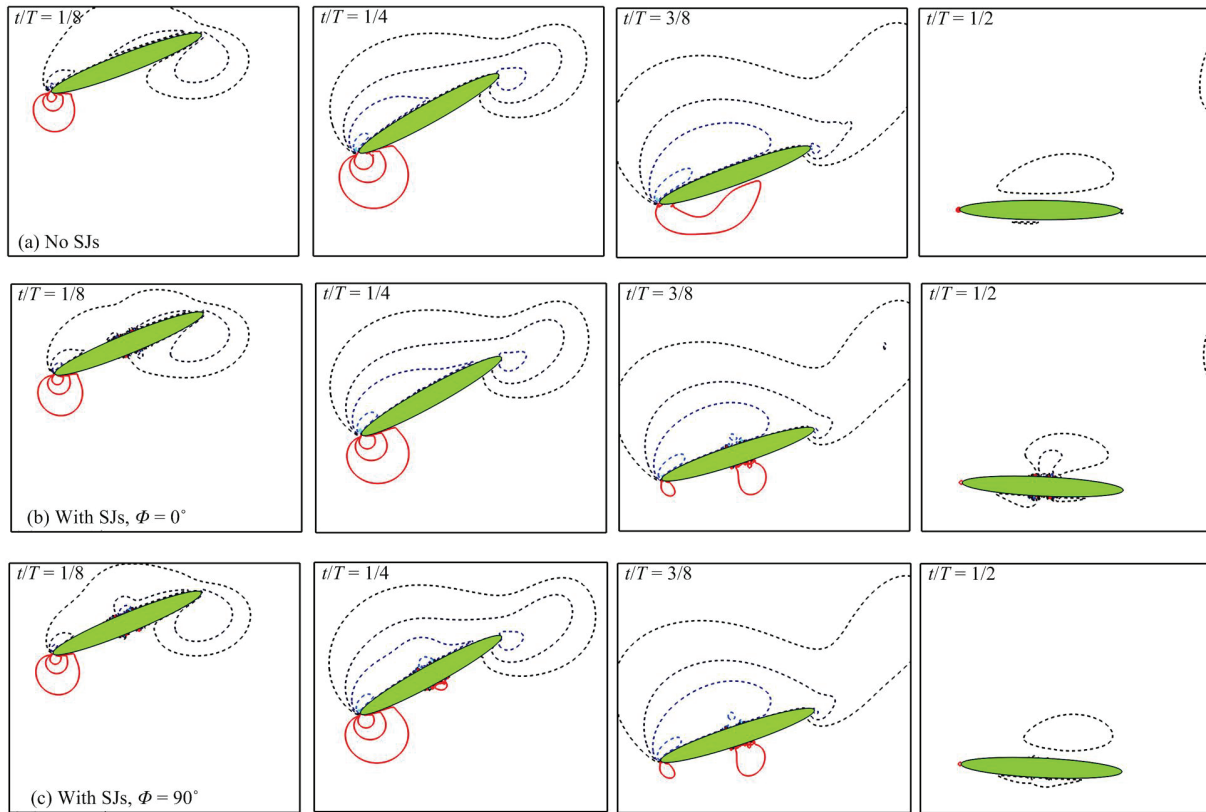 t/T = 1/8
t/T = 1/4
t/T = 3/8
t/T = 1/2
(a) No SJs
t/T = 1/8
t/T = 1/4
t/T = 3/8
t/T = 1/2
(b) With SJs, Φ = 0°
t/T = 1/8
t/T = 1/4
t/T = 3/8
t/T = 1/2
(c) With SJs, Φ = 90°